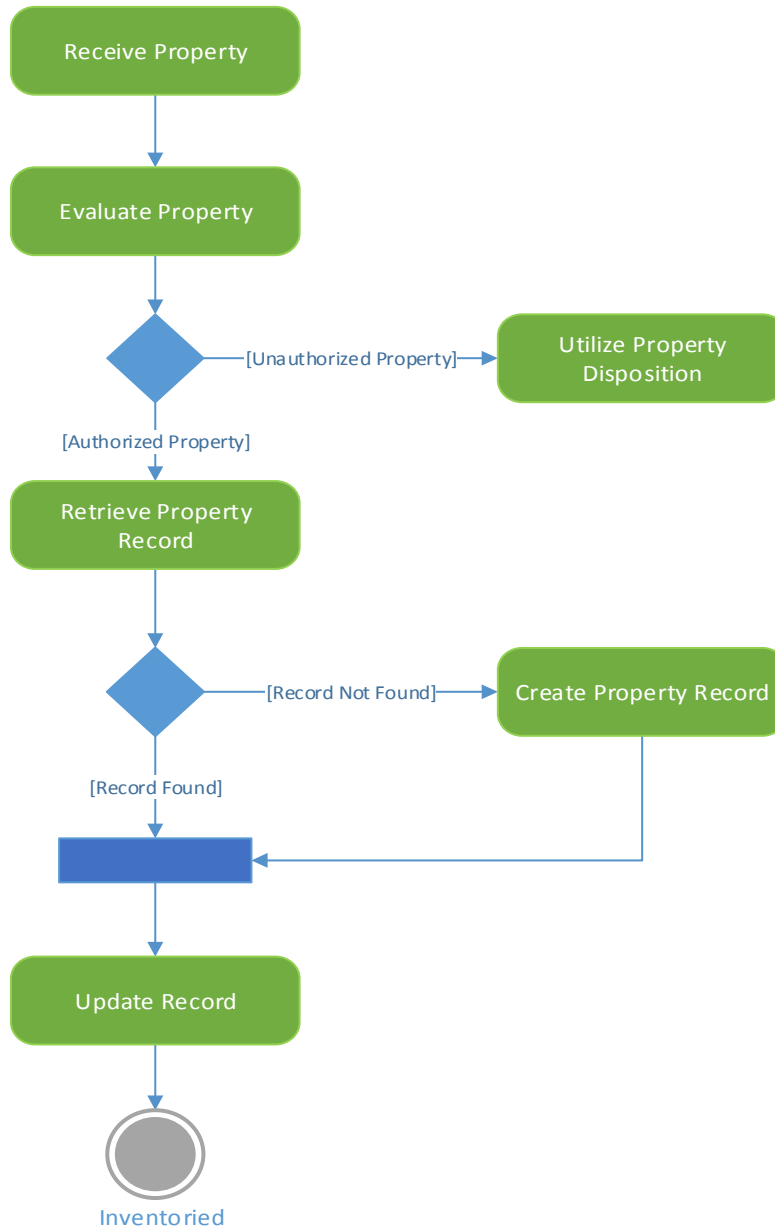 Receive Property
Evaluate Property
[Unauthorized Property]
Utilize Property
Disposition
[Authorized Property]
Retrieve Property
Record
[Record Not Found]
Create Property Record
[Record Found]
Update Record
Inventoried